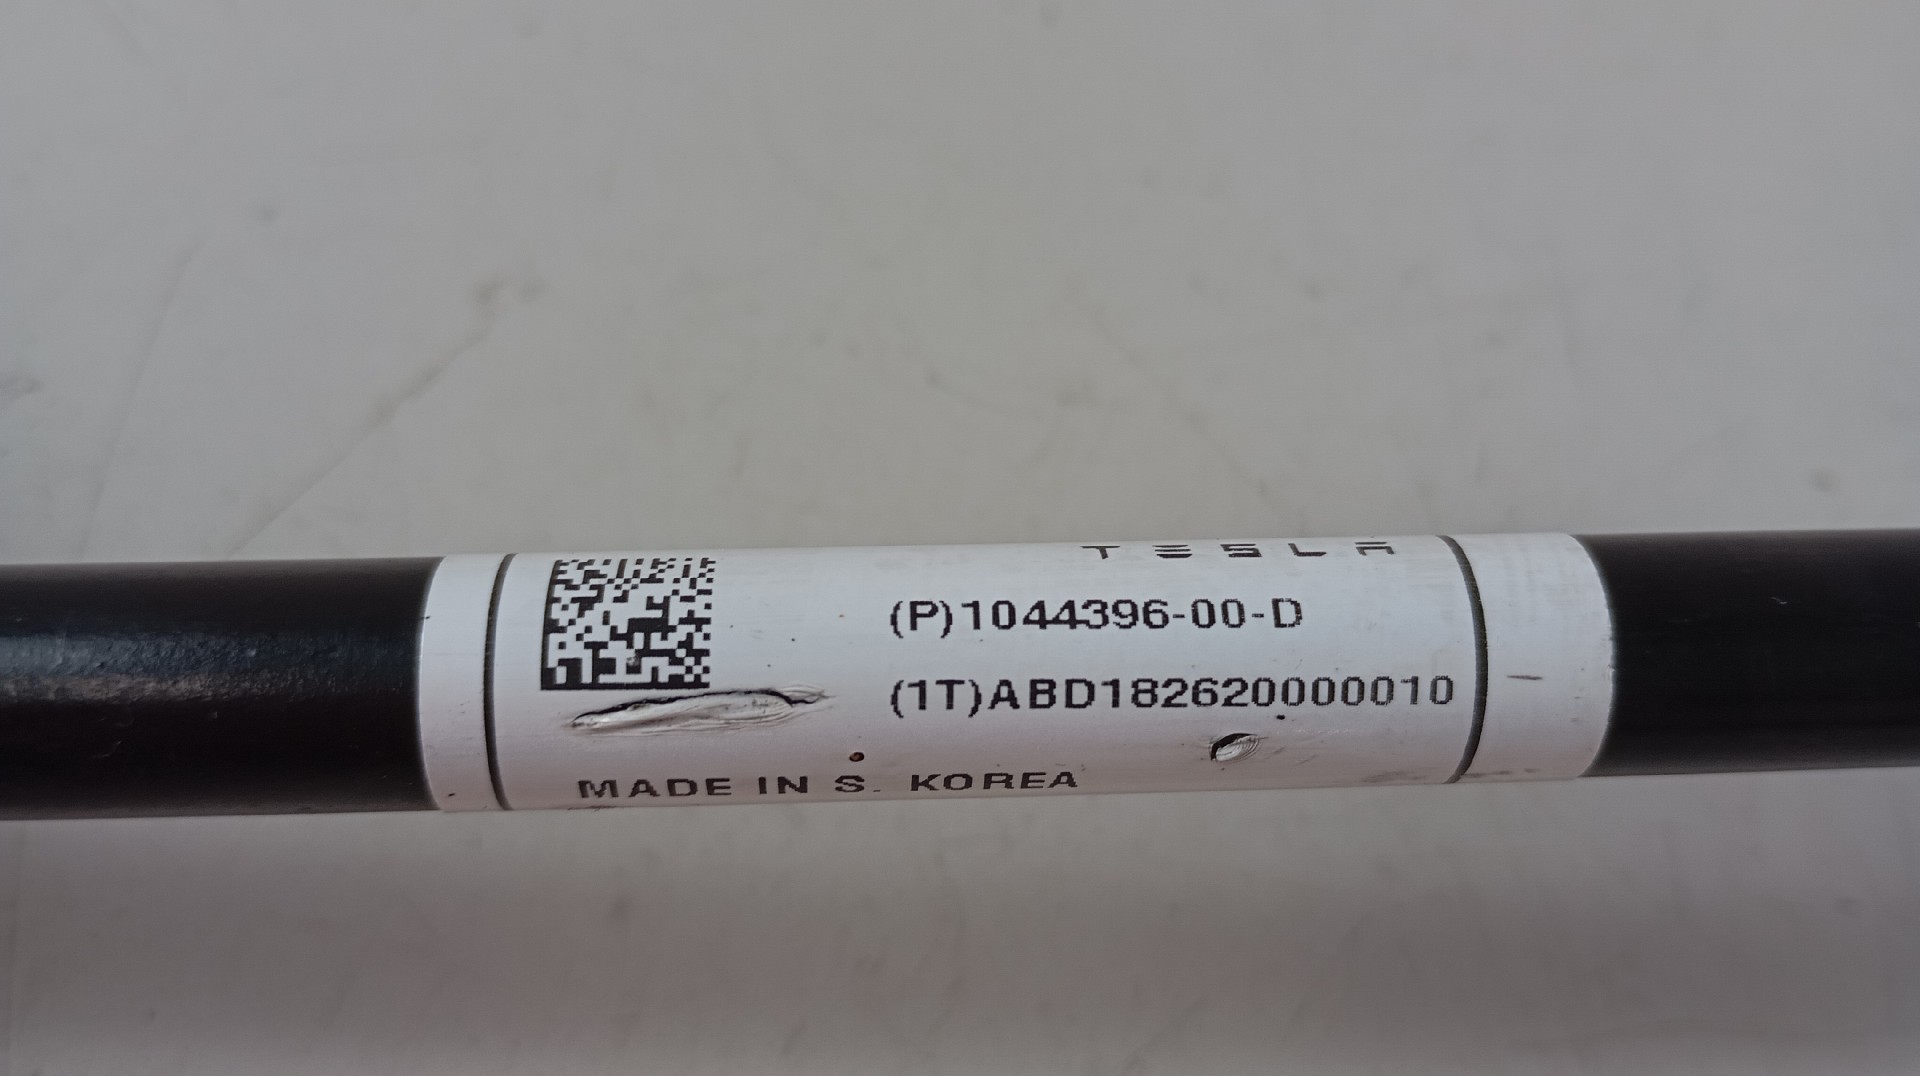 TESLA
(P)1044396-00-D
(1T)ABD182620000010
MADE IN S. KOREA